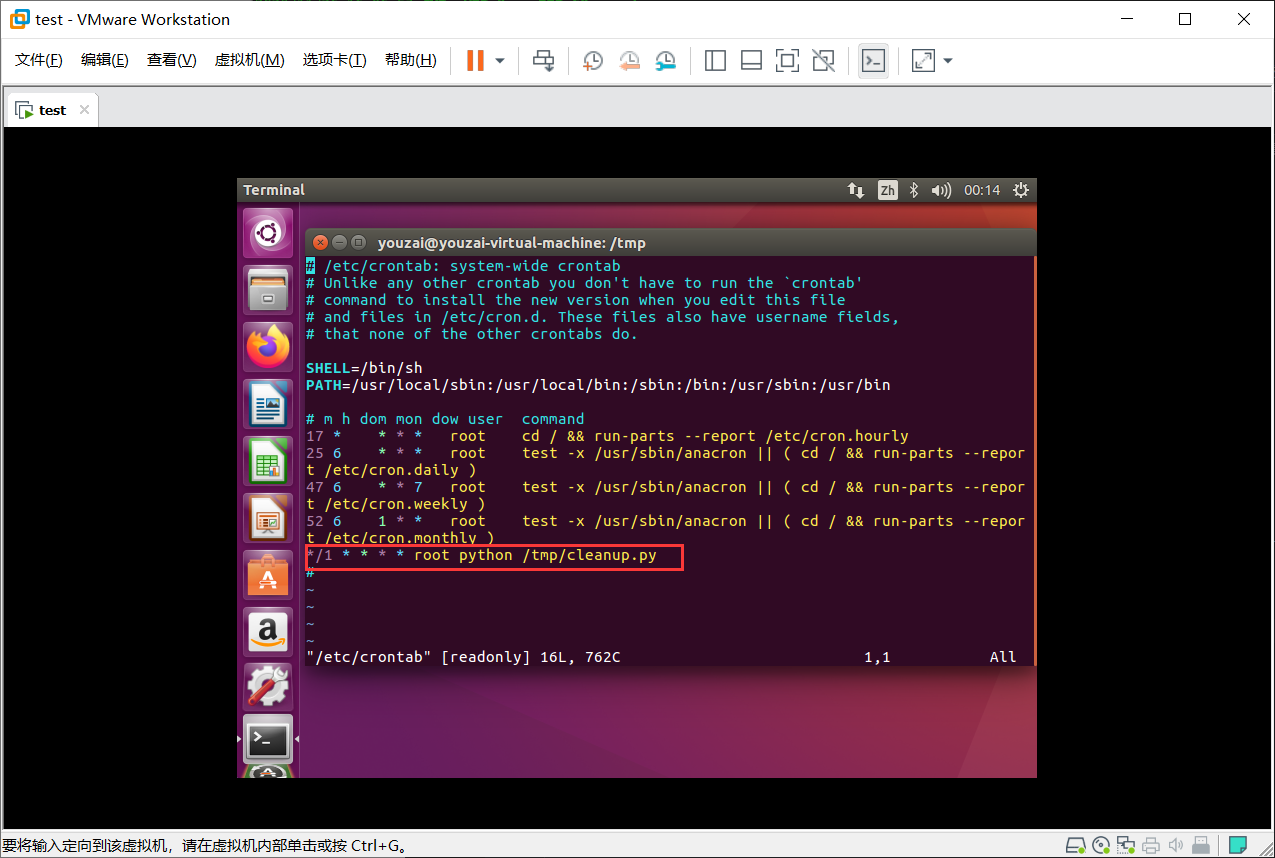 test - VMware Workstation
文件(F) 编辑(E) 查看(V) 虚拟机(M) 选项卡(T) 帮助(H)
test
Terminal
Zh 00:14
youzai@youzai-virtual-machine: /tmp
# /etc/crontab: system-wide crontab
# Unlike any other crontab you don't have to run the `crontab'
# command to install the new version when you edit this file
# and files in /etc/cron.d. These files also have username fields,
# that none of the other crontabs do.
SHELL=/bin/sh
PATH=/usr/local/sbin:/usr/local/bin:/sbin:/bin:/usr/sbin:/usr/bin
# m h dom mon dow user  command
17 *    * * *   root    cd / && run-parts --report /etc/cron.hourly
25 6    * * *   root    test -x /usr/sbin/anacron || ( cd / && run-parts --repor
t /etc/cron.daily )
47 6    * * 7   root    test -x /usr/sbin/anacron || ( cd / && run-parts --repor
t /etc/cron.weekly )
52 6    1 * *   root    test -x /usr/sbin/anacron || ( cd / && run-parts --repor
t /etc/cron.monthly )
*/1 * * * * root python /tmp/cleanup.py
#
~
~
~
~
"/etc/crontab" [readonly] 16L, 762C 1,1 All
要将输入定向到该虚拟机，请在虚拟机内部单击或按 Ctrl+G。